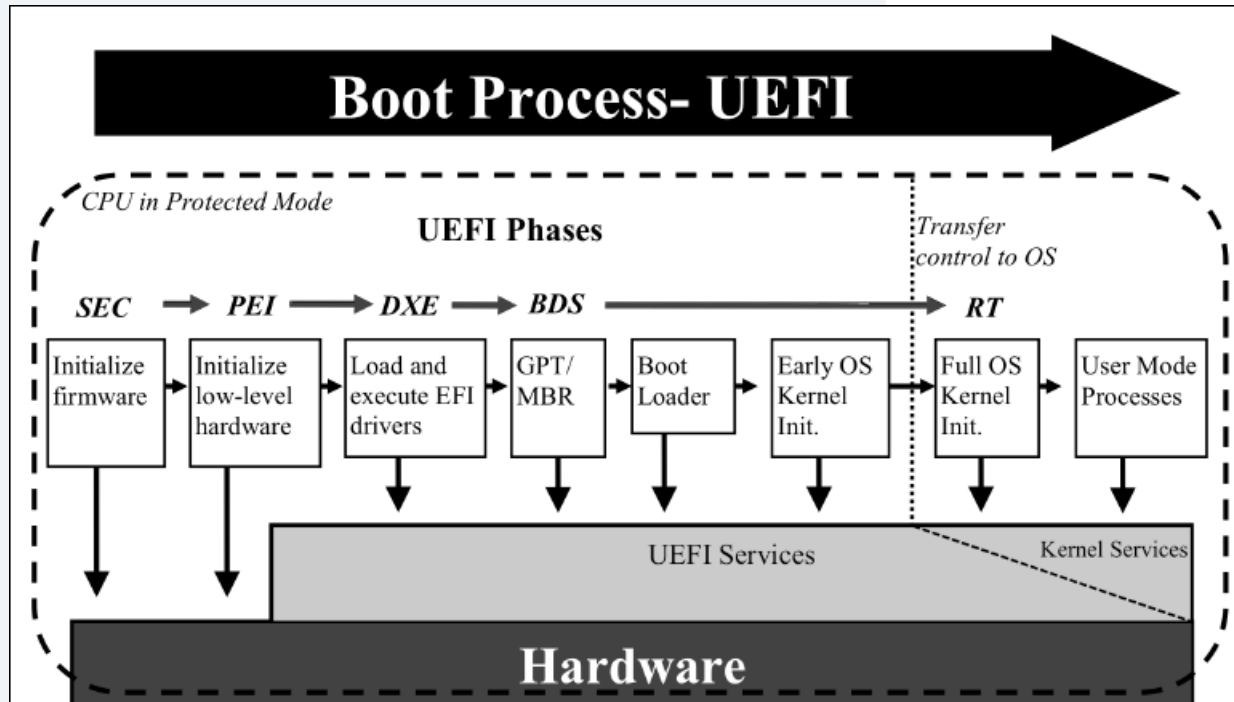 Boot Process- UEFI
CPU in Protected Mode
UEFI Phases
Transfer
control to OS
SEC
PEI
DXE
BDS
RT
Initialize
firmware
Initialize
low-level
hardware
Load and
execute EFI
drivers
GPT/
MBR
Boot
Loader
Early OS
Kernel
Init.
Full OS
Kernel
Init.
User Mode
Processes
UEFI Services
Kernel Services
Hardware